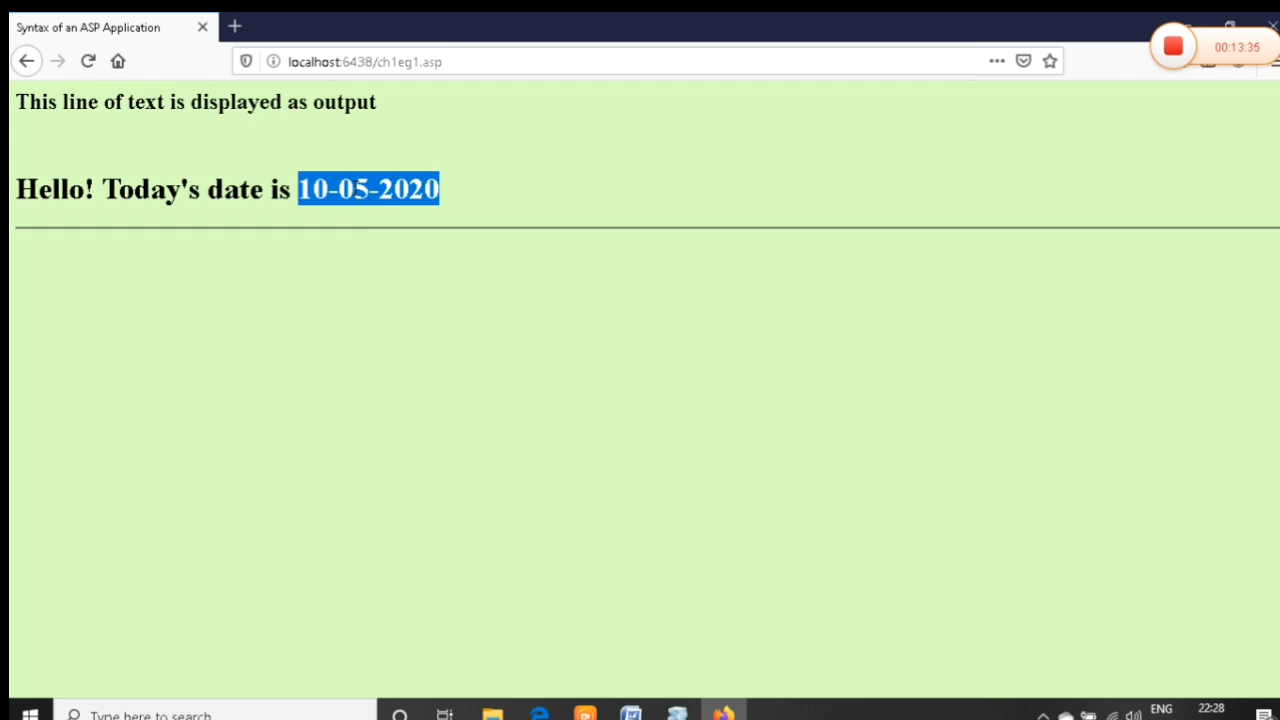 Syntax of an ASP Application
localhost:6438/ch1eg1.asp
00:13:35
This line of text is displayed as output
Hello! Today's date is 10-05-2020
Type here to search
ENG
22:28